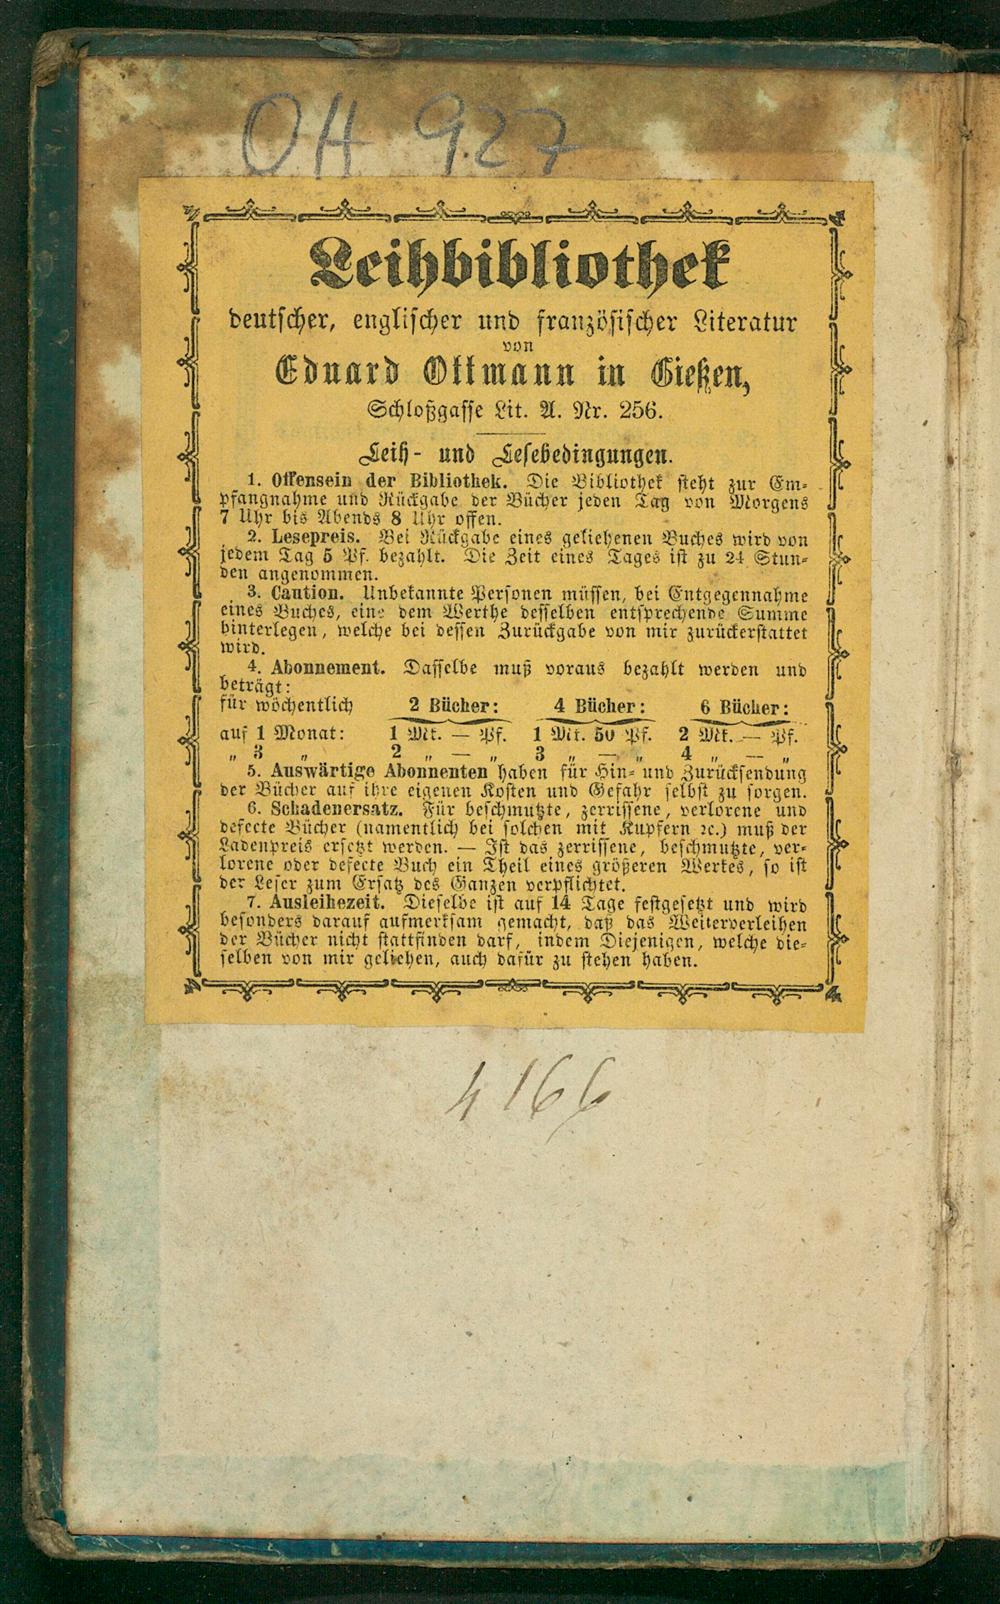 OH 927
Leihbibliothek
deutscher, englischer und französischer Literatur
von
Eduard Ottmann in Gießen,
Schloßgasse Lit. A. Nr. 256.
Leih- und Lesebedingungen.
1. Offensein der Bibliothek. Die Bibliothek steht zur Em-
pfangnahme und Rückgabe der Bücher jeden Tag von Morgens
7 Uhr bis Abends 8 Uhr offen.
2. Lesepreis. Bei Rückgabe eines geliehenen Buches wird von
jedem Tag 5 Pf. bezahlt. Die Zeit eines Tages ist zu 24 Stun-
den angenommen.
3. Caution. Unbekannte Personen müssen, bei Entgegennahme
eines Buches, eine dem Werthe desselben entsprechende Summe
hinterlegen, welche bei dessen Zurückgabe von mir zurückerstattet
wird.
4. Abonnement. Dasselbe muß voraus bezahlt werden und
beträgt:
für wöchentlich 2 Bücher: 4 Bücher: 6 Bücher:
auf 1 Monat: 1 Mk. — Pf. 1 Mk. 50 Pf. 2 Mk. — Pf.
„ 3 „ 2 „ — „ 3 „ — „ 4 „ — „
5. Auswärtige Abonnenten haben für Hin- und Zurücksendung
der Bücher auf ihre eigenen Kosten und Gefahr selbst zu sorgen.
6. Schadenersatz. Für beschmutzte, zerrissene, verlorene und
defecte Bücher (namentlich bei solchen mit Kupfern ꝛc.) muß der
Ladenpreis ersetzt werden. — Ist das zerrissene, beschmutzte, ver-
lorene oder defecte Buch ein Theil eines größeren Werkes, so ist
der Leser zum Ersatz des Ganzen verpflichtet.
7. Ausleihezeit. Dieselbe ist auf 14 Tage festgesetzt und wird
besonders darauf aufmerksam gemacht, daß das Weiterverleihen
der Bücher nicht stattfinden darf, indem Diejenigen, welche die-
selben von mir geliehen, auch dafür zu stehen haben.
4166